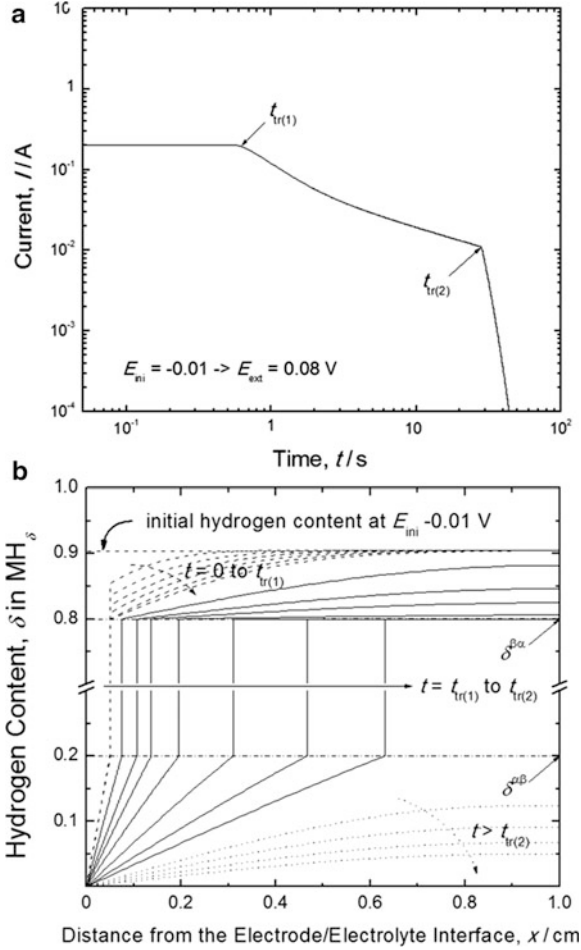 a
10
1
10⁻¹
10⁻²
10⁻³
10⁻⁴
Current, I / A
t_tr(1)
t_tr(2)
E_ini = -0.01 -> E_ext = 0.08 V
10⁻¹ 10⁰ 10¹ 10²
Time, t / s
b
1.0
0.9
0.8
0.2
0.1
Hydrogen Content, δ in MH_δ
initial hydrogen content at E_ini -0.01 V
t = 0 to t_tr(1)
δ^βα
t = t_tr(1) to t_tr(2)
δ^αβ
t > t_tr(2)
0.0 0.2 0.4 0.6 0.8 1.0
Distance from the Electrode/Electrolyte Interface, x / cm